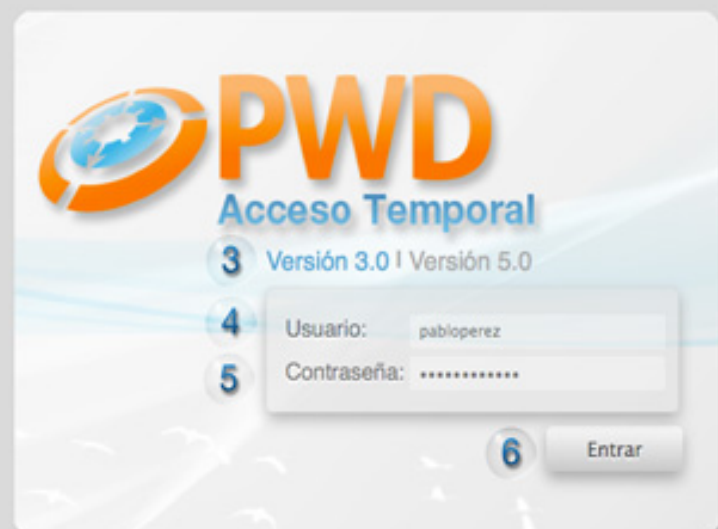 PWD
Acceso Temporal
3 Versión 3.0 | Versión 5.0
4 Usuario: pabloperez
5 Contraseña: ••••••••••••
6 Entrar